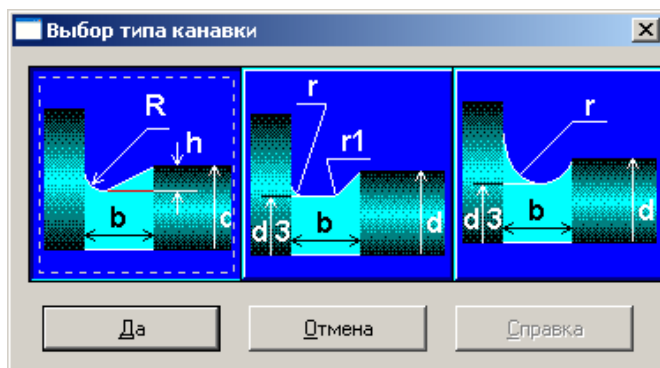 Выбор типа канавки
R h b d
r r1 d3 b d
r d3 b d
Да Отмена Справка